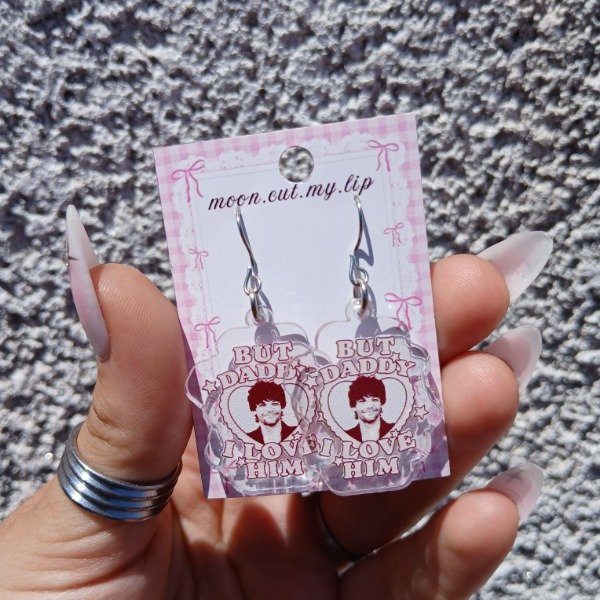 moon.cut.my.lip
BUT
DADDY
I LOVE
HIM
BUT
DADDY
I LOVE
HIM